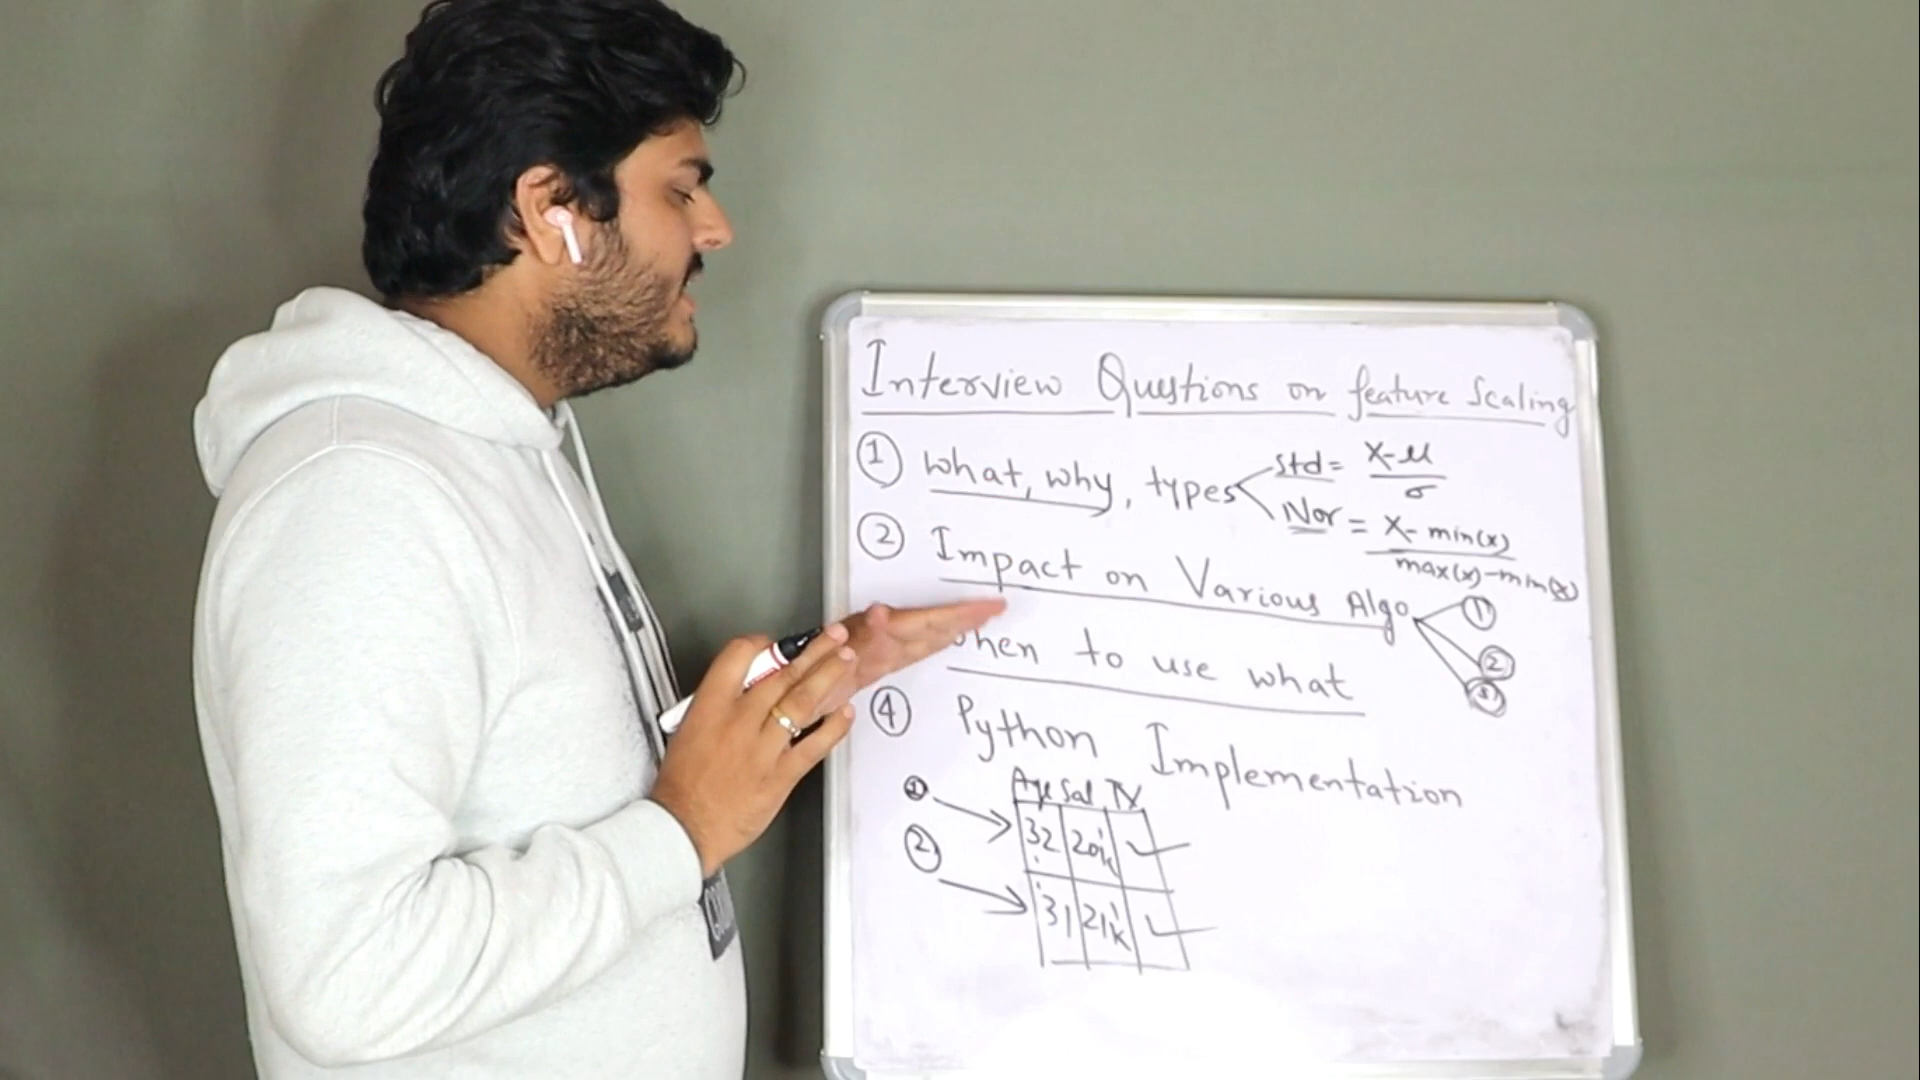 Interview Questions on feature Scaling
① What, why, types
Std = X-μ / σ
Nor = X- min(x) / max(x)-min(x)
② Impact on Various Algo
①
②
③
When to use what
④ Python Implementation
Age Sal TV
① 32 20k ✓
② 31 21k ✓